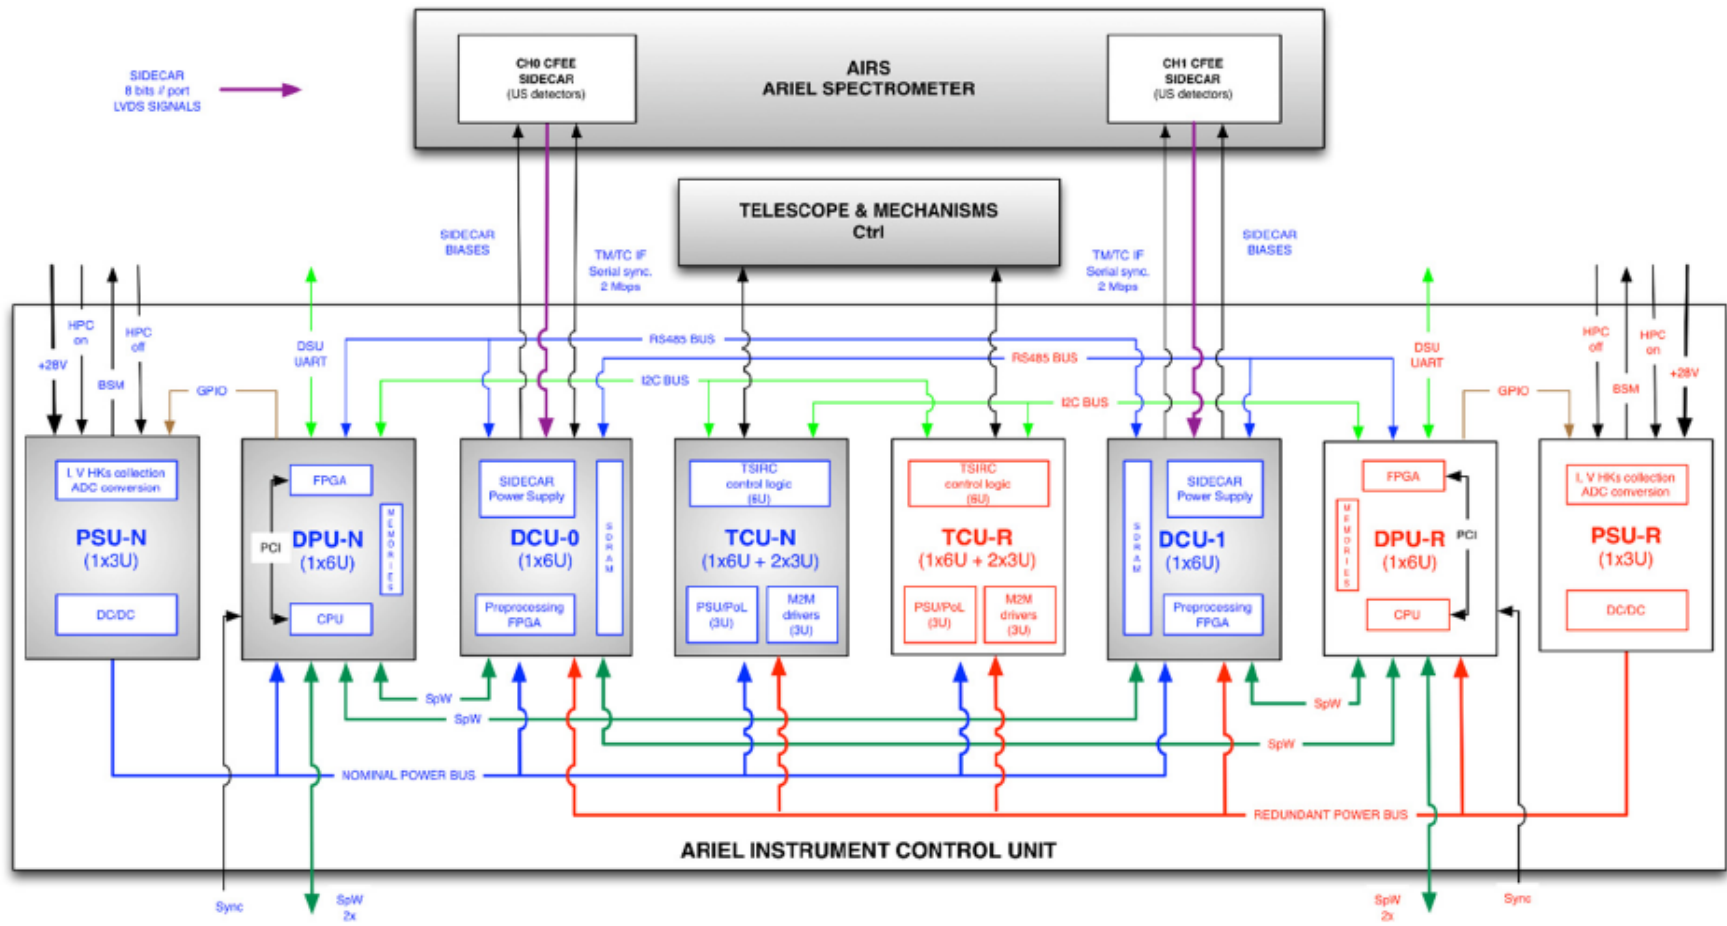 SIDECAR
8 bits // port
LVDS SIGNALS
CH0 CFEE
SIDECAR
(US detectors)
AIRS
ARIEL SPECTROMETER
CH1 CFEE
SIDECAR
(US detectors)
TELESCOPE & MECHANISMS
Ctrl
SIDECAR
BIASES
TM/TC IF
Serial sync.
2 Mbps
TM/TC IF
Serial sync.
2 Mbps
SIDECAR
BIASES
+28V
HPC
on
BSM
HPC
off
GPIO
DSU
UART
RS485 BUS
I2C BUS
RS485 BUS
I2C BUS
DSU
UART
GPIO
HPC
off
BSM
HPC
on
+28V
I, V HKs collection
ADC conversion
PSU-N
(1x3U)
DC/DC
FPGA
PCI
DPU-N
(1x6U)
MEMORIES
CPU
SIDECAR
Power Supply
DCU-0
(1x6U)
SDRAM
Preprocessing
FPGA
TSIRC
control logic
(6U)
TCU-N
(1x6U + 2x3U)
PSU/PoL
(3U)
M2M
drivers
(3U)
TSIRC
control logic
(6U)
TCU-R
(1x6U + 2x3U)
PSU/PoL
(3U)
M2M
drivers
(3U)
SDRAM
SIDECAR
Power Supply
DCU-1
(1x6U)
Preprocessing
FPGA
FPGA
MEMORIES
DPU-R
(1x6U)
PCI
CPU
I, V HKs collection
ADC conversion
PSU-R
(1x3U)
DC/DC
SpW
SpW
SpW
SpW
NOMINAL POWER BUS
REDUNDANT POWER BUS
ARIEL INSTRUMENT CONTROL UNIT
Sync
SpW
2x
SpW
2x
Sync